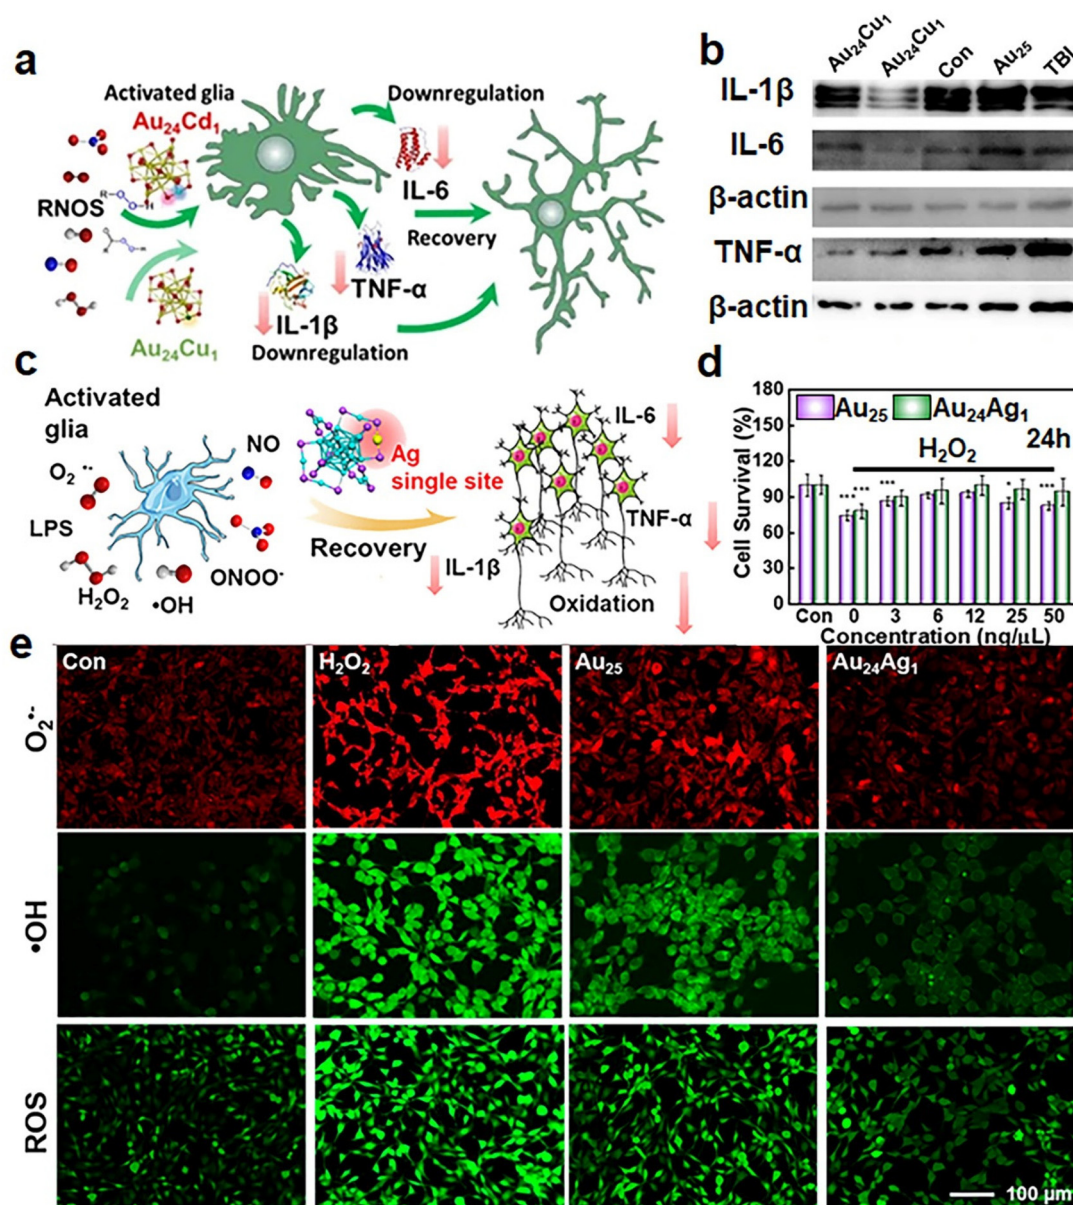 a
Activated glia
Au₂₄Cd₁
Downregulation
IL-6
RNOS
R
O
O
H
Recovery
TNF-α
IL-1β
Downregulation
Au₂₄Cu₁
b
Au₂₄Cu₁ Au₂₄Cu₁ Con Au₂₅ TBI
IL-1β
IL-6
β-actin
TNF-α
β-actin
c
Activated
glia
O₂•-
NO
LPS
H₂O₂
•OH
ONOO-
Ag
single site
Recovery
IL-1β
IL-6
TNF-α
Oxidation
d
Cell Survival (%)
180
150
120
90
60
30
0
Au₂₅ Au₂₄Ag₁
H₂O₂ 24h
*** *** *** * ***
Con 0 3 6 12 25 50
Concentration (ng/μL)
e
Con H₂O₂ Au₂₅ Au₂₄Ag₁
O₂•-
•OH
ROS
100 μm